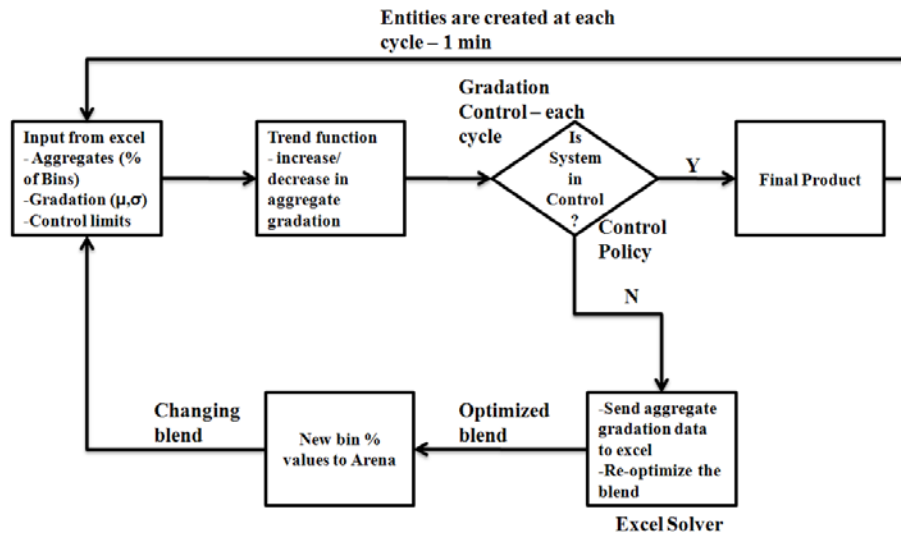 Entities are created at each
cycle – 1 min
Gradation
Control – each
cycle
Input from excel
- Aggregates (%
of Bins)
-Gradation (μ,σ)
-Control limits
Trend function
- increase/
decrease in
aggregate
gradation
Is
System
in
Control
?
Y
Final Product
Control
Policy
N
Changing
blend
New bin %
values to Arena
Optimized
blend
-Send aggregate
gradation data
to excel
-Re-optimize the
blend
Excel Solver